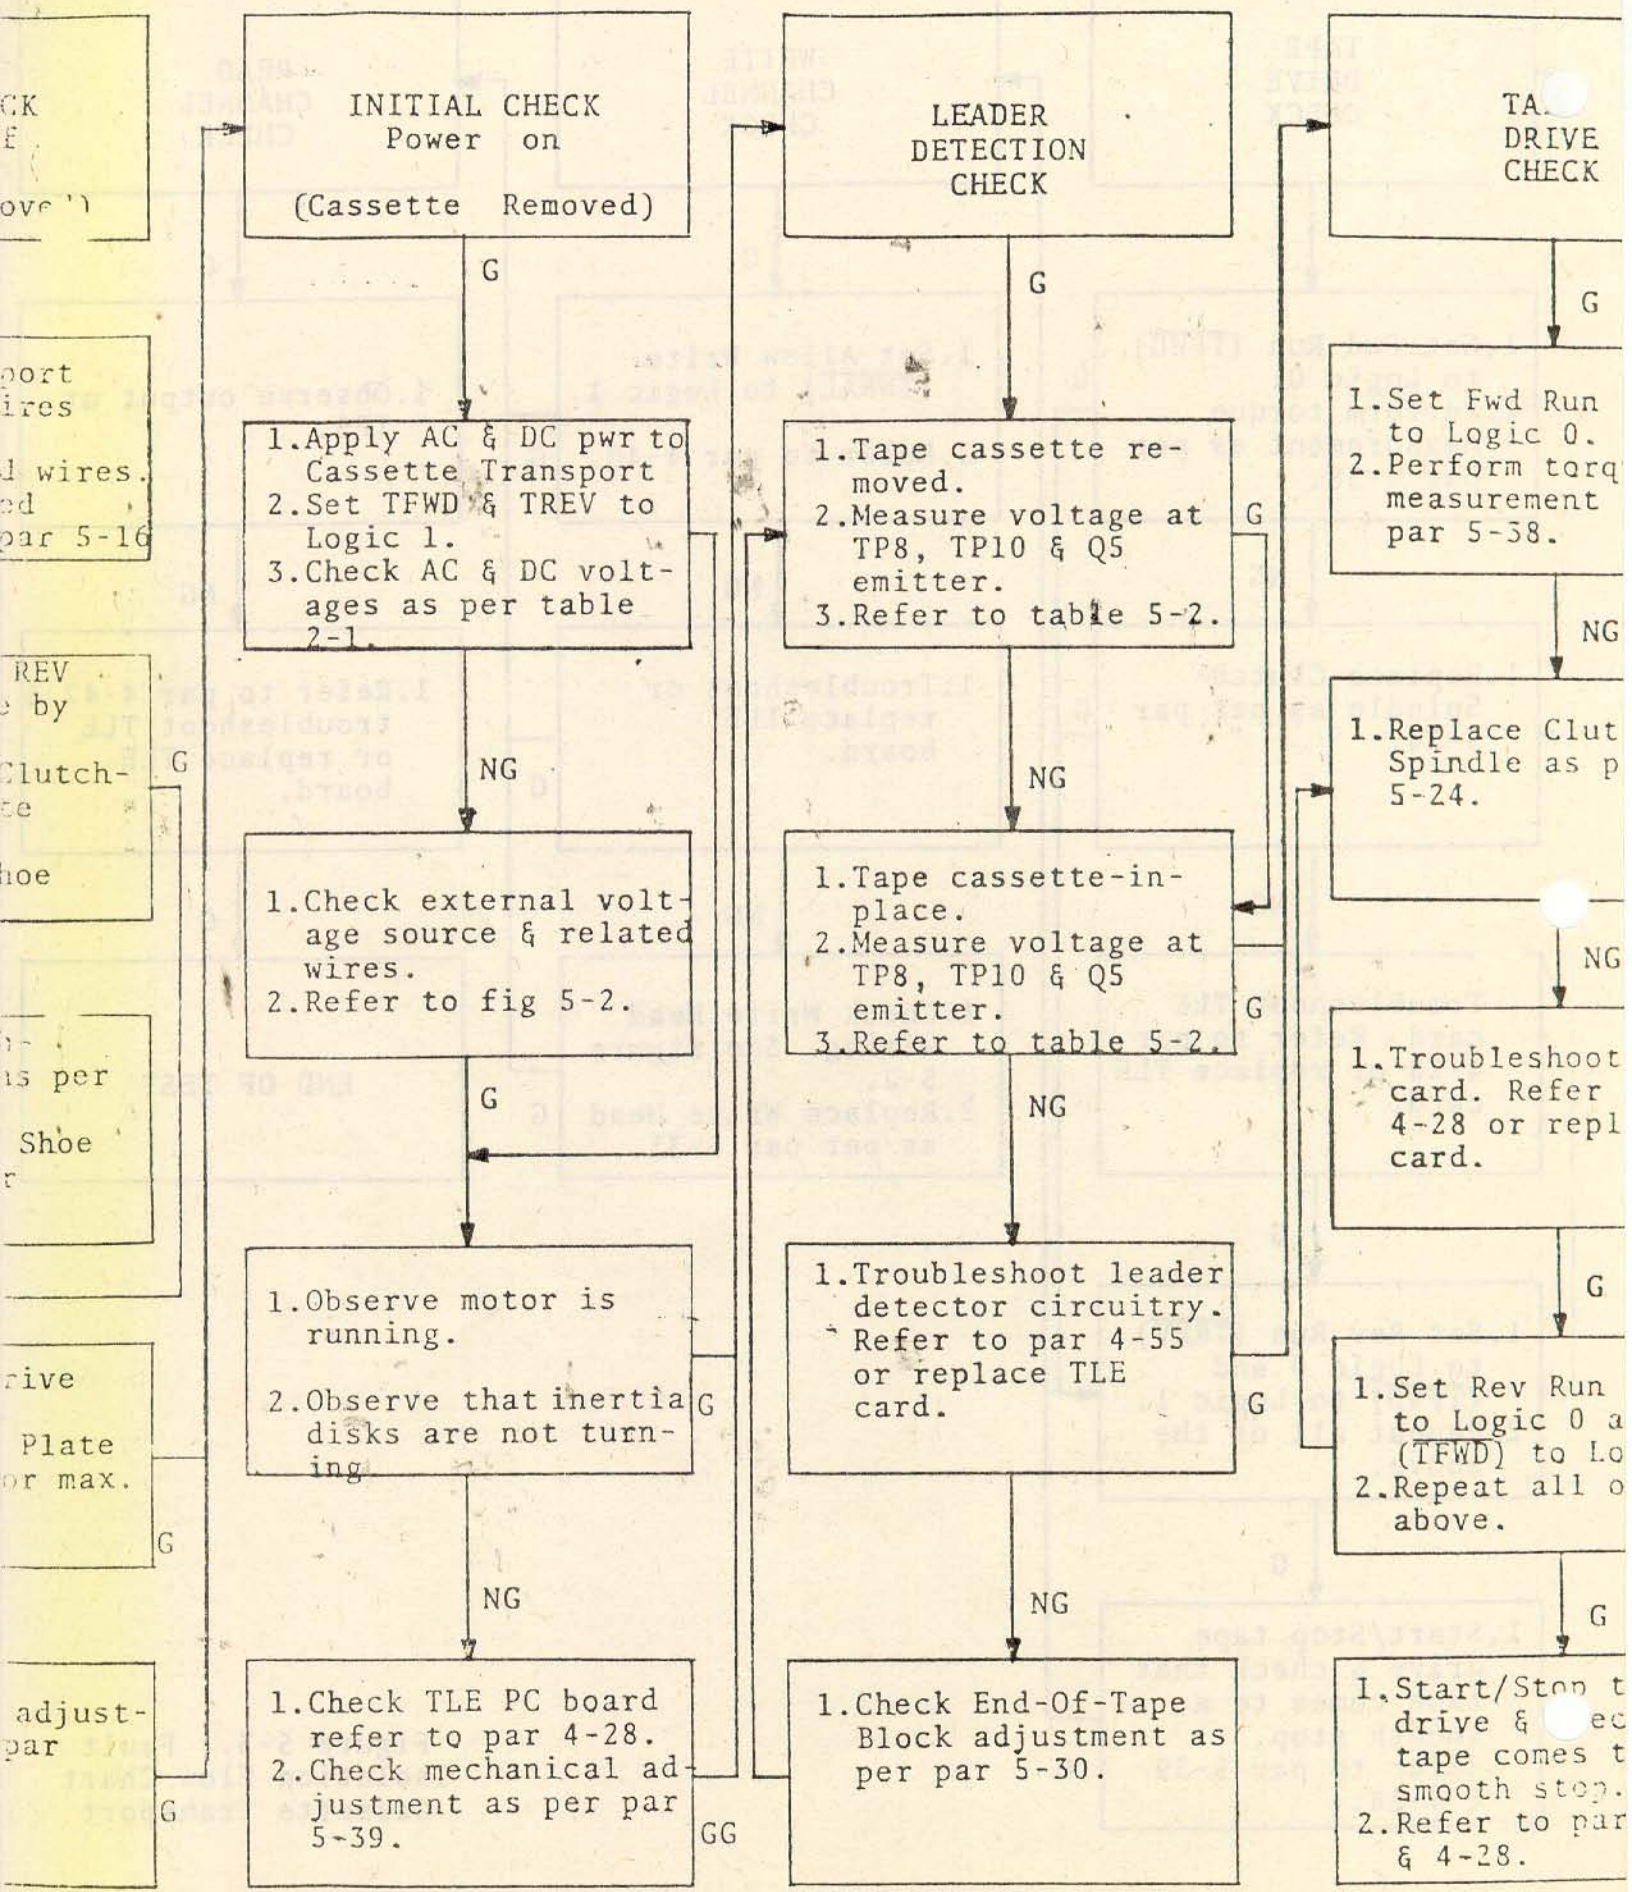 CK
f
port
ires
wires.
ed
par 5-16
REV
e by
Clutch-
te
hoe
G
as per
Shoe
r
rive
Plate
or max.
G
adjust-
par
G
INITIAL CHECK
Power on
(Cassette Removed)
G
1.Apply AC & DC pwr to
Cassette Transport
2.Set TFWD & TREV to
Logic 1.
3.Check AC & DC volt-
ages as per table
2-1.
NG
1.Check external volt-
age source & related
wires.
2.Refer to fig 5-2.
G
1.Observe motor is
running.
2.Observe that inertia
disks are not turn-
ing
G
NG
1.Check TLE PC board
refer to par 4-28.
2.Check mechanical ad-
justment as per par
5-39.
GG
LEADER
DETECTION
CHECK
G
1.Tape cassette re-
moved.
2.Measure voltage at
TP8, TP10 & Q5
emitter.
3.Refer to table 5-2.
G
NG
1.Tape cassette-in-
place.
2.Measure voltage at
TP8, TP10 & Q5
emitter.
3.Refer to table 5-2.
G
NG
1.Troubleshoot leader
detector circuitry.
Refer to par 4-55
or replace TLE
card.
G
NG
1.Check End-Of-Tape
Block adjustment as
per par 5-30.
TA
DRIVE
CHECK
G
1.Set Fwd Run
to Logic 0.
2.Perform torq
measurement
par 5-38.
NG
1.Replace Clut
Spindle as p
5-24.
NG
1.Troubleshoot
card. Refer
4-28 or repl
card.
G
1.Set Rev Run
to Logic 0 a
(TFWD) to Lo
2.Repeat all o
above.
G
1.Start/Stop t
drive & ec
tape comes t
smooth stop.
2.Refer to par
& 4-28.